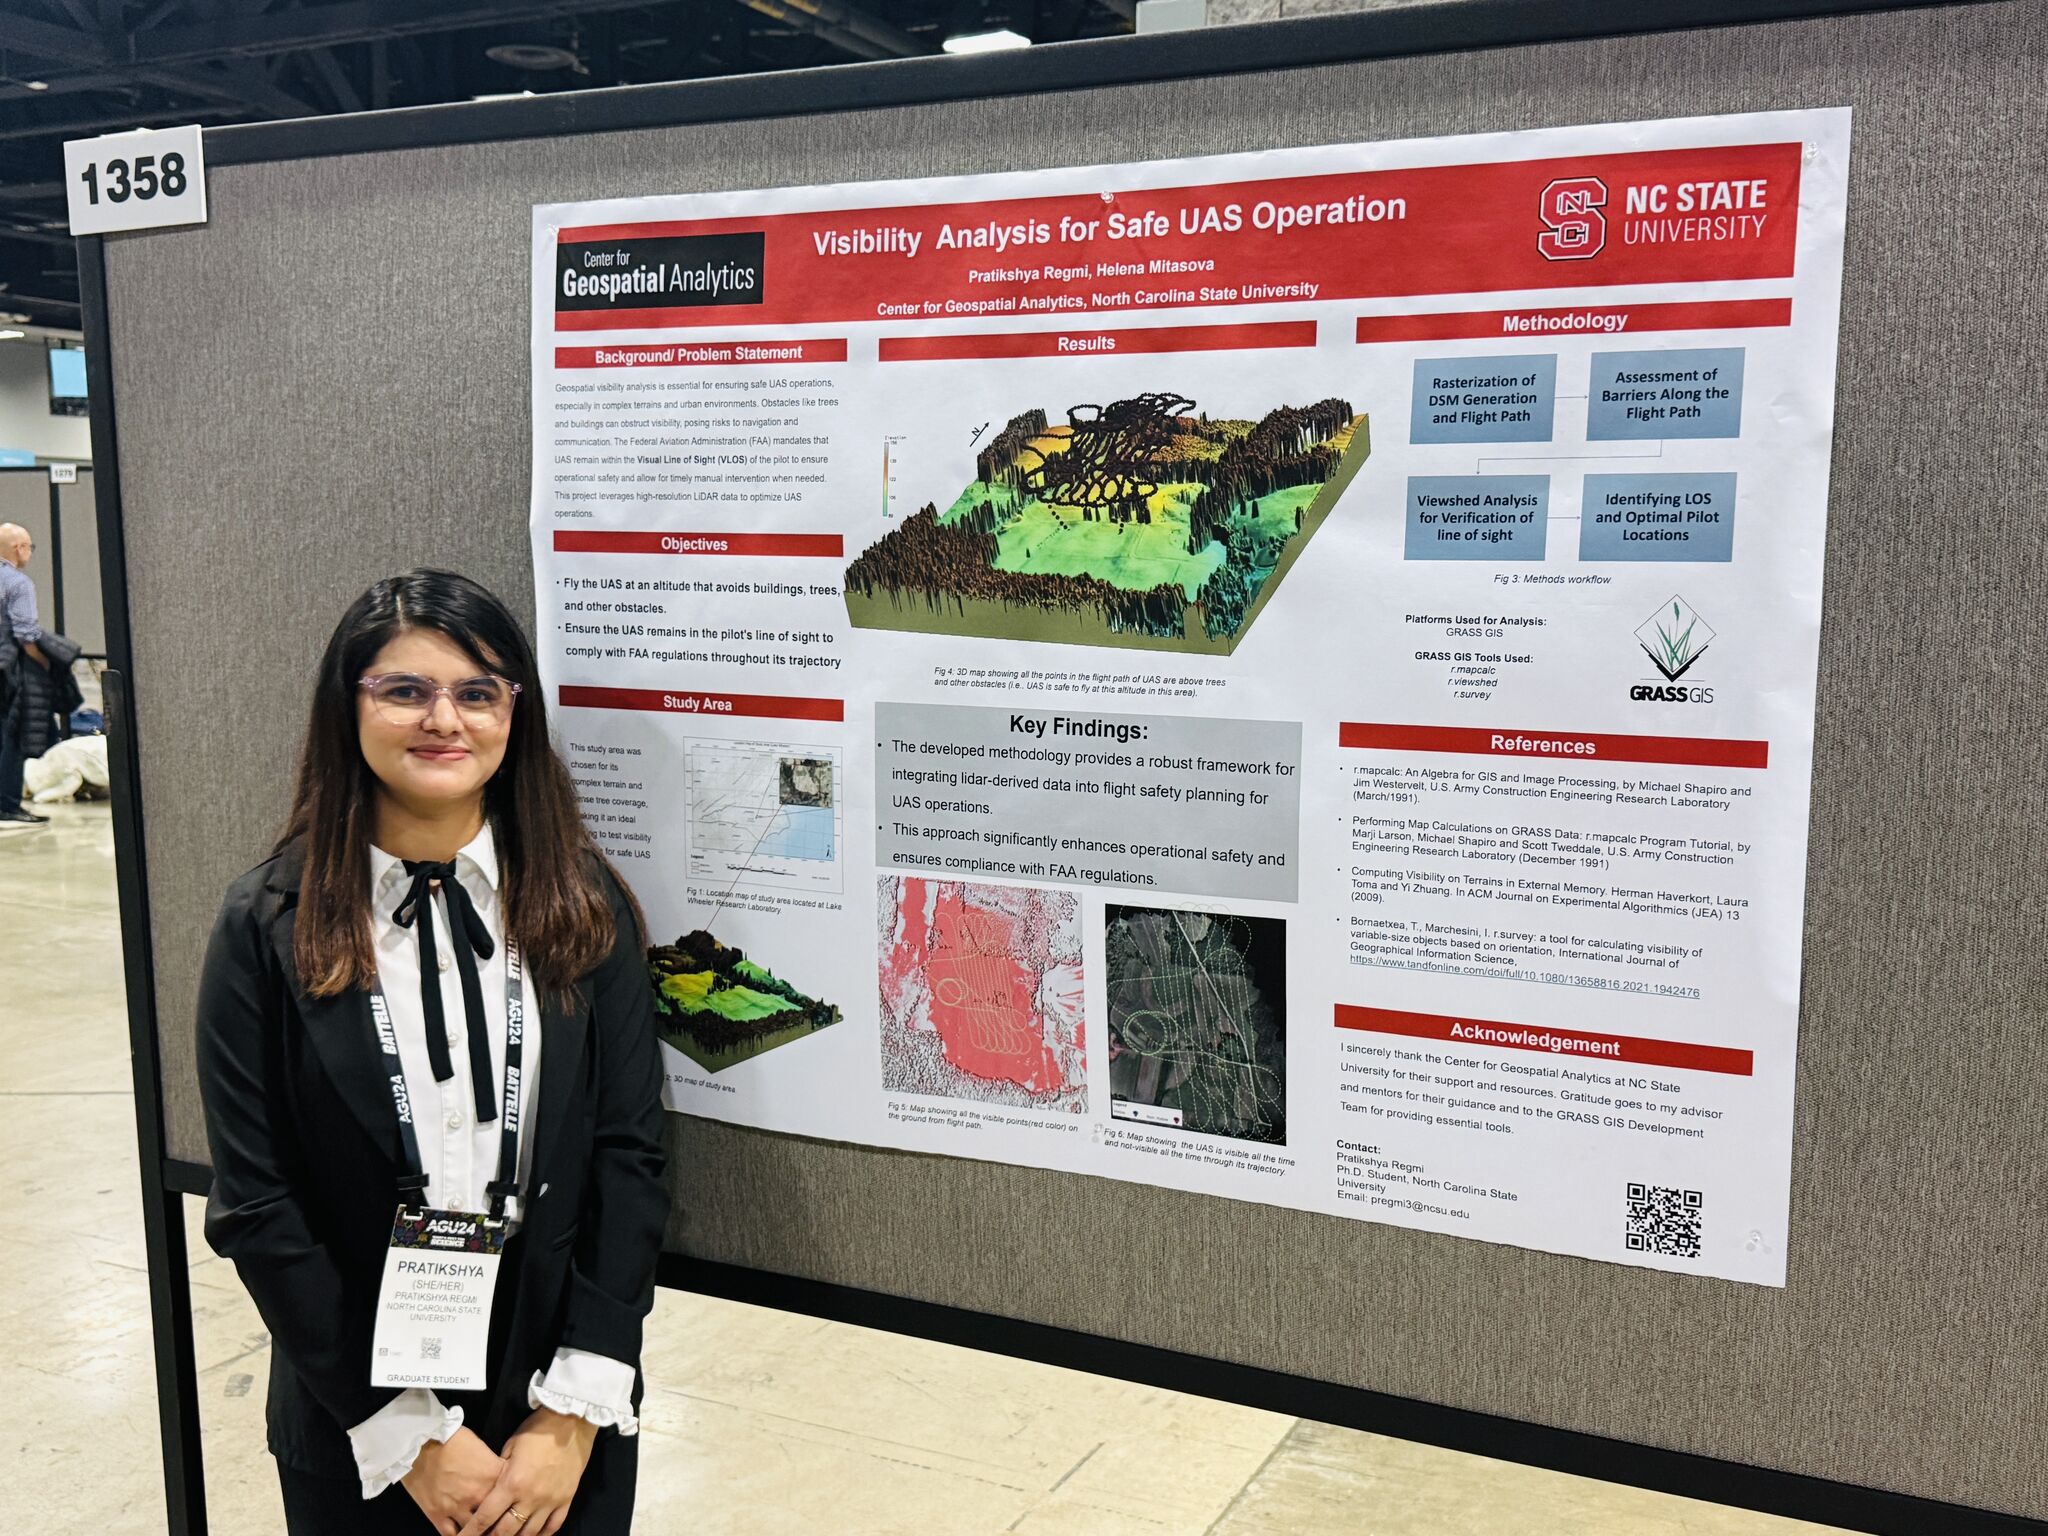 1358
1279
Center for
Geospatial Analytics
Visibility Analysis for Safe UAS Operation
Pratikshya Regmi, Helena Mitasova
Center for Geospatial Analytics, North Carolina State University
NC STATE
UNIVERSITY
Background/ Problem Statement
Geospatial visibility analysis is essential for ensuring safe UAS operations,
especially in complex terrains and urban environments. Obstacles like trees
and buildings can obstruct visibility, posing risks to navigation and
communication. The Federal Aviation Administration (FAA) mandates that
UAS remain within the Visual Line of Sight (VLOS) of the pilot to ensure
operational safety and allow for timely manual intervention when needed.
This project leverages high-resolution LiDAR data to optimize UAS
operations.
Objectives
• Fly the UAS at an altitude that avoids buildings, trees,
and other obstacles.
• Ensure the UAS remains in the pilot's line of sight to
comply with FAA regulations throughout its trajectory
Study Area
This study area was
chosen for its
complex terrain and
tree coverage,
an ideal
to test visibility
for safe UAS
Fig 1: Location map of study area located at Lake
Wheeler Research Laboratory.
2: 3D map of study area
Results
Elevation
N
Fig 4: 3D map showing all the points in the flight path of UAS are above trees
and other obstacles (i.e.. UAS is safe to fly at this altitude in this area).
Key Findings:
• The developed methodology provides a robust framework for
integrating lidar-derived data into flight safety planning for
UAS operations.
• This approach significantly enhances operational safety and
ensures compliance with FAA regulations.
Fig 5: Map showing all the visible points(red color) on
the ground from flight path.
Fig 6: Map showing the UAS is visible all the time
and not-visible all the time through its trajectory.
Methodology
Rasterization of
DSM Generation
and Flight Path
Assessment of
Barriers Along the
Flight Path
Viewshed Analysis
for Verification of
line of sight
Identifying LOS
and Optimal Pilot
Locations
Fig 3: Methods workflow
Platforms Used for Analysis:
GRASS GIS
GRASS GIS Tools Used:
r.mapcalc
r.viewshed
r.survey
GRASS GIS
References
• r.mapcalc: An Algebra for GIS and Image Processing, by Michael Shapiro and
Jim Westervelt, U.S. Army Construction Engineering Research Laboratory
(March/1991).
• Performing Map Calculations on GRASS Data: r.mapcalc Program Tutorial, by
Marji Larson, Michael Shapiro and Scott Tweddale, U.S. Army Construction
Engineering Research Laboratory (December 1991)
• Computing Visibility on Terrains in External Memory. Herman Haverkort, Laura
Toma and Yi Zhuang. In ACM Journal on Experimental Algorithmics (JEA) 13
(2009).
• Bornaetxea, T., Marchesini, I. r.survey: a tool for calculating visibility of
variable-size objects based on orientation, International Journal of
Geographical Information Science,
https://www.tandfonline.com/doi/full/10.1080/13658816.2021.1942476
Acknowledgement
I sincerely thank the Center for Geospatial Analytics at NC State
University for their support and resources. Gratitude goes to my advisor
and mentors for their guidance and to the GRASS GIS Development
Team for providing essential tools.
Contact:
Pratikshya Regmi
Ph.D. Student, North Carolina State
University
Email: pregmi3@ncsu.edu
BATTELLE
AGU24
BATTELLE
AGU24
BATTELLE
AGU24
SCIENCE
PRATIKSHYA
(SHE/HER)
PRATIKSHYA REGMI
NORTH CAROLINA STATE
UNIVERSITY
GRADUATE STUDENT